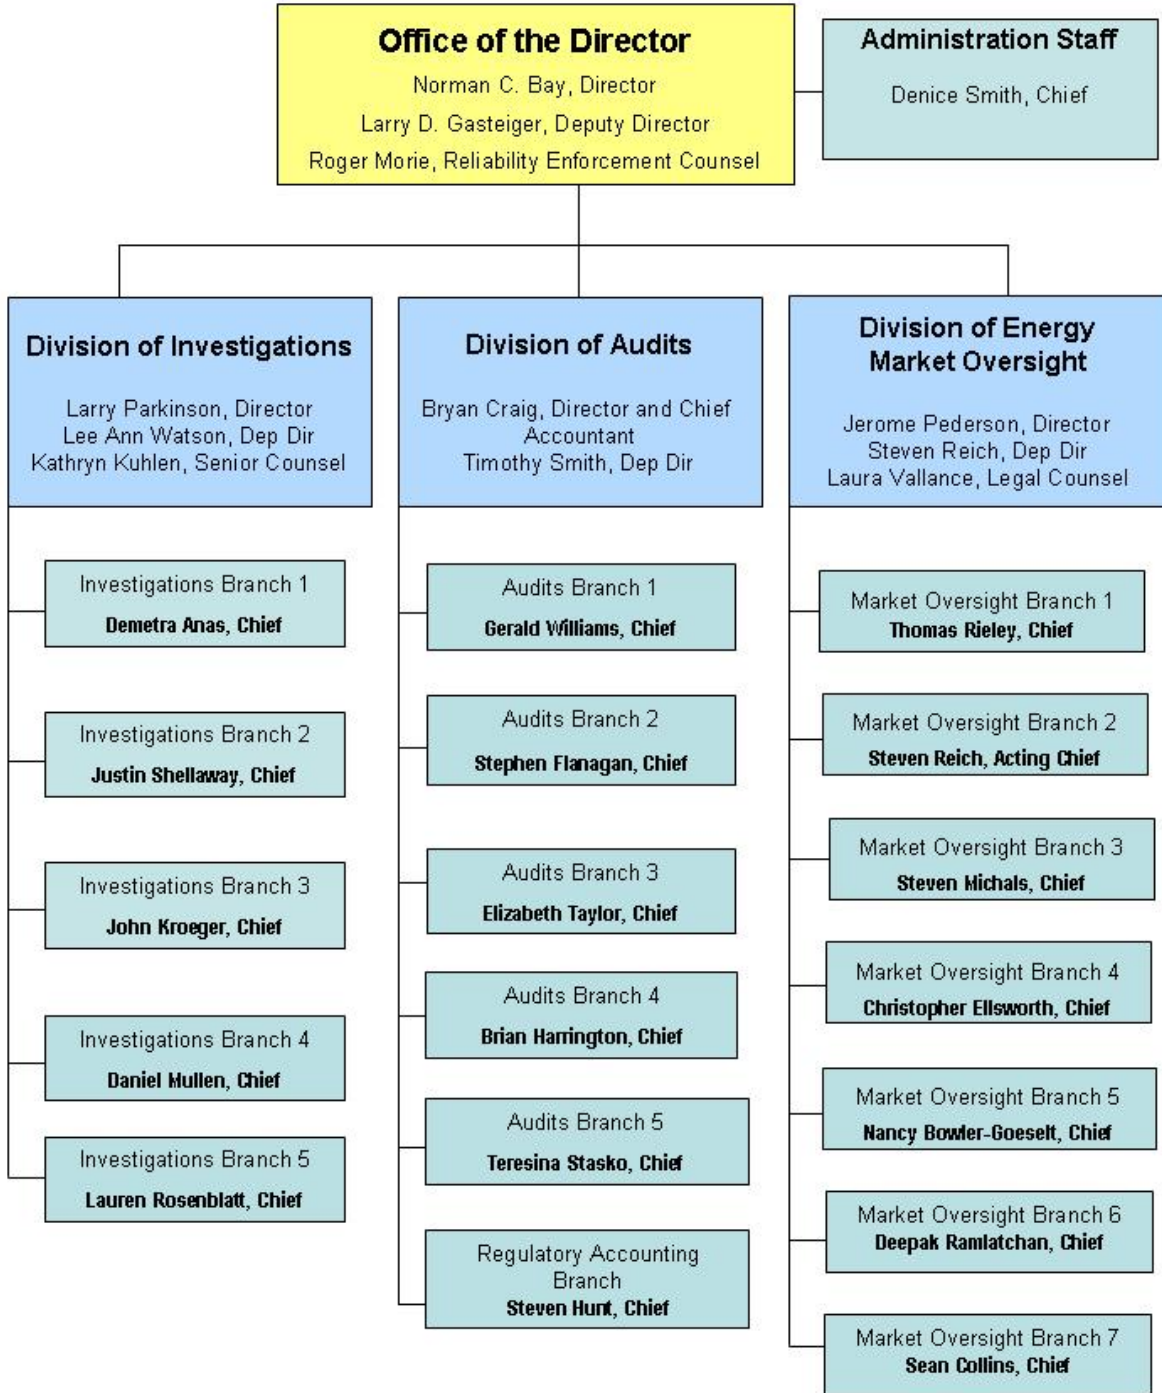 Office of the Director
Norman C. Bay, Director
Larry D. Gasteiger, Deputy Director
Roger Morie, Reliability Enforcement Counsel
Administration Staff
Denice Smith, Chief
Division of Investigations
Larry Parkinson, Director
Lee Ann Watson, Dep Dir
Kathryn Kuhlen, Senior Counsel
Investigations Branch 1
Demetra Anas, Chief
Investigations Branch 2
Justin Shellaway, Chief
Investigations Branch 3
John Kroeger, Chief
Investigations Branch 4
Daniel Mullen, Chief
Investigations Branch 5
Lauren Rosenblatt, Chief
Division of Audits
Bryan Craig, Director and Chief
Accountant
Timothy Smith, Dep Dir
Audits Branch 1
Gerald Williams, Chief
Audits Branch 2
Stephen Flanagan, Chief
Audits Branch 3
Elizabeth Taylor, Chief
Audits Branch 4
Brian Harrington, Chief
Audits Branch 5
Teresina Stasko, Chief
Regulatory Accounting
Branch
Steven Hunt, Chief
Division of Energy
Market Oversight
Jerome Pederson, Director
Steven Reich, Dep Dir
Laura Vallance, Legal Counsel
Market Oversight Branch 1
Thomas Rieley, Chief
Market Oversight Branch 2
Steven Reich, Acting Chief
Market Oversight Branch 3
Steven Michals, Chief
Market Oversight Branch 4
Christopher Ellsworth, Chief
Market Oversight Branch 5
Nancy Bowler-Goeselt, Chief
Market Oversight Branch 6
Deepak Ramlatchan, Chief
Market Oversight Branch 7
Sean Collins, Chief